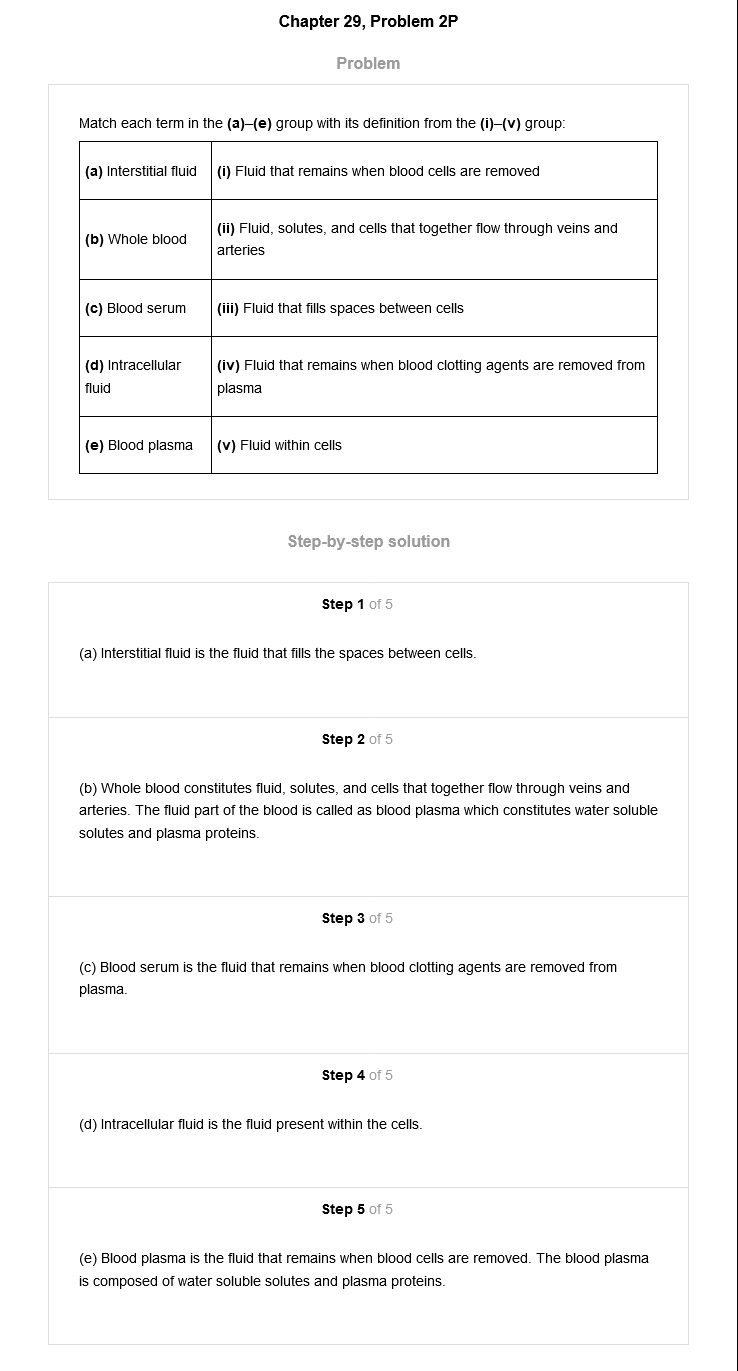 Chapter 29, Problem 2P
Problem
Match each term in the (a)–(e) group with its definition from the (i)–(v) group:
(a) Interstitial fluid (i) Fluid that remains when blood cells are removed
(b) Whole blood (ii) Fluid, solutes, and cells that together flow through veins and
arteries
(c) Blood serum (iii) Fluid that fills spaces between cells
(d) Intracellular (iv) Fluid that remains when blood clotting agents are removed from
fluid plasma
(e) Blood plasma (v) Fluid within cells
Step-by-step solution
Step 1 of 5
(a) Interstitial fluid is the fluid that fills the spaces between cells.
Step 2 of 5
(b) Whole blood constitutes fluid, solutes, and cells that together flow through veins and
arteries. The fluid part of the blood is called as blood plasma which constitutes water soluble
solutes and plasma proteins.
Step 3 of 5
(c) Blood serum is the fluid that remains when blood clotting agents are removed from
plasma.
Step 4 of 5
(d) Intracellular fluid is the fluid present within the cells.
Step 5 of 5
(e) Blood plasma is the fluid that remains when blood cells are removed. The blood plasma
is composed of water soluble solutes and plasma proteins.